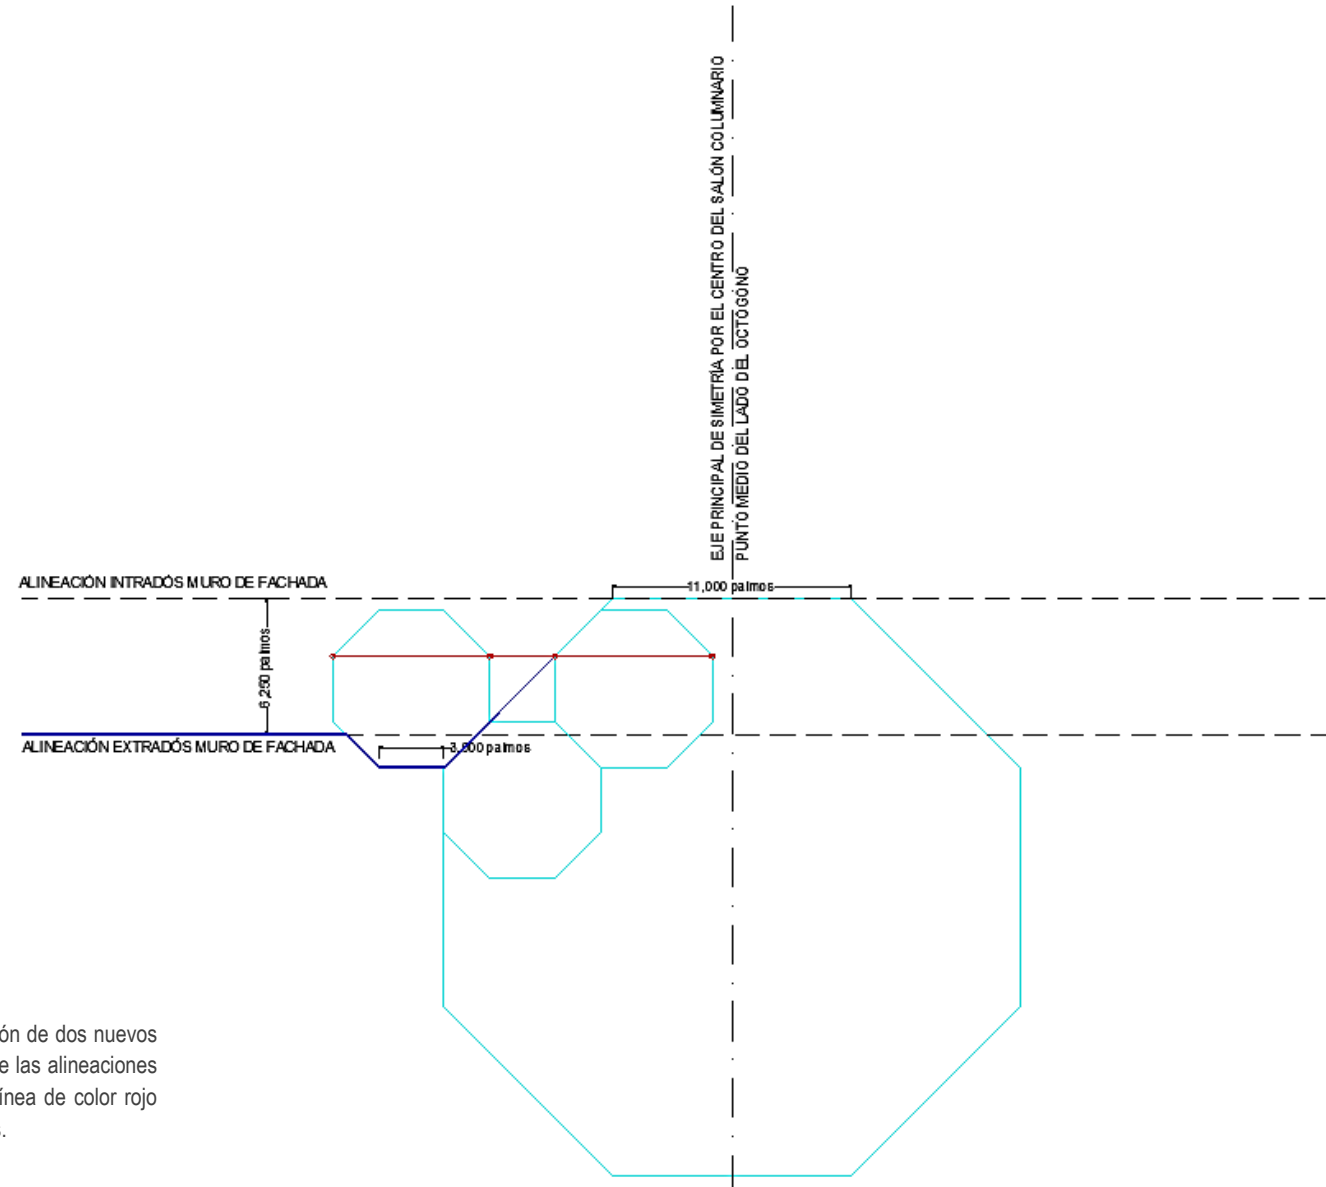 EJE PRINCIPAL DE SIMETRÍA POR EL CENTRO DEL SALÓN COLUMNARIO
PUNTO MEDIO DEL LADO DEL OCTOGONO
ALINEACIÓN INTRADÓS MURO DE FACHADA
11,000 palmos
6,250 palmos
ALINEACIÓN EXTRADÓS MURO DE FACHADA
3,000 palmos
ón de dos nuevos
e las alineaciones
ínea de color rojo
s.